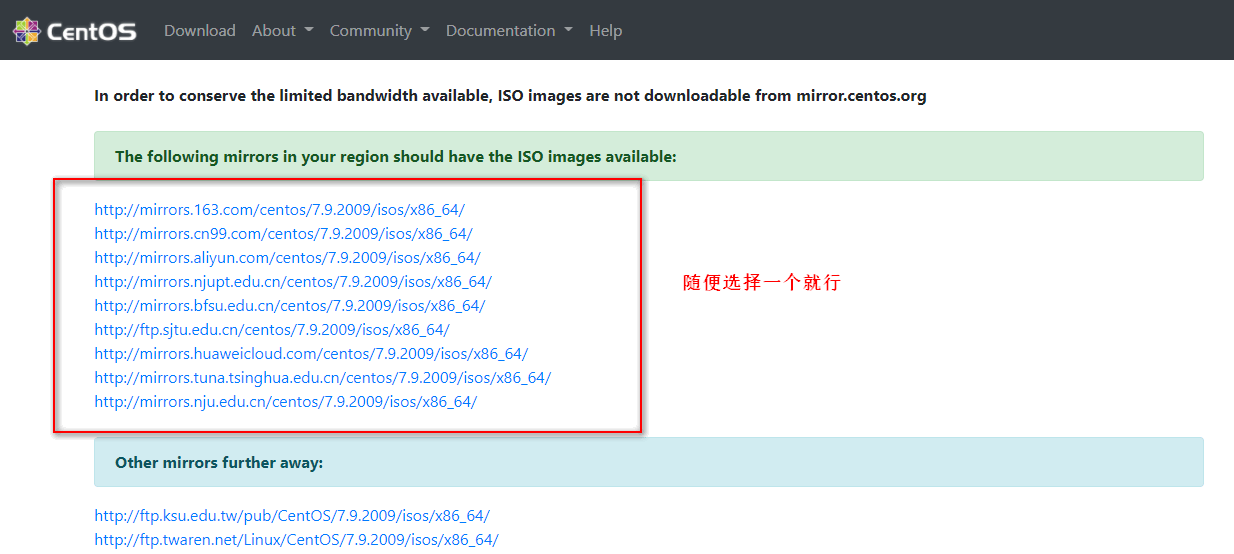 CentOS Download About Community Documentation Help
In order to conserve the limited bandwidth available, ISO images are not downloadable from mirror.centos.org
The following mirrors in your region should have the ISO images available:
http://mirrors.163.com/centos/7.9.2009/isos/x86_64/
http://mirrors.cn99.com/centos/7.9.2009/isos/x86_64/
http://mirrors.aliyun.com/centos/7.9.2009/isos/x86_64/
随便选择一个就行
http://mirrors.njupt.edu.cn/centos/7.9.2009/isos/x86_64/
http://mirrors.bfsu.edu.cn/centos/7.9.2009/isos/x86_64/
http://ftp.sjtu.edu.cn/centos/7.9.2009/isos/x86_64/
http://mirrors.huaweicloud.com/centos/7.9.2009/isos/x86_64/
http://mirrors.tuna.tsinghua.edu.cn/centos/7.9.2009/isos/x86_64/
http://mirrors.nju.edu.cn/centos/7.9.2009/isos/x86_64/
Other mirrors further away:
http://ftp.ksu.edu.tw/pub/CentOS/7.9.2009/isos/x86_64/
http://ftp.twaren.net/Linux/CentOS/7.9.2009/isos/x86_64/